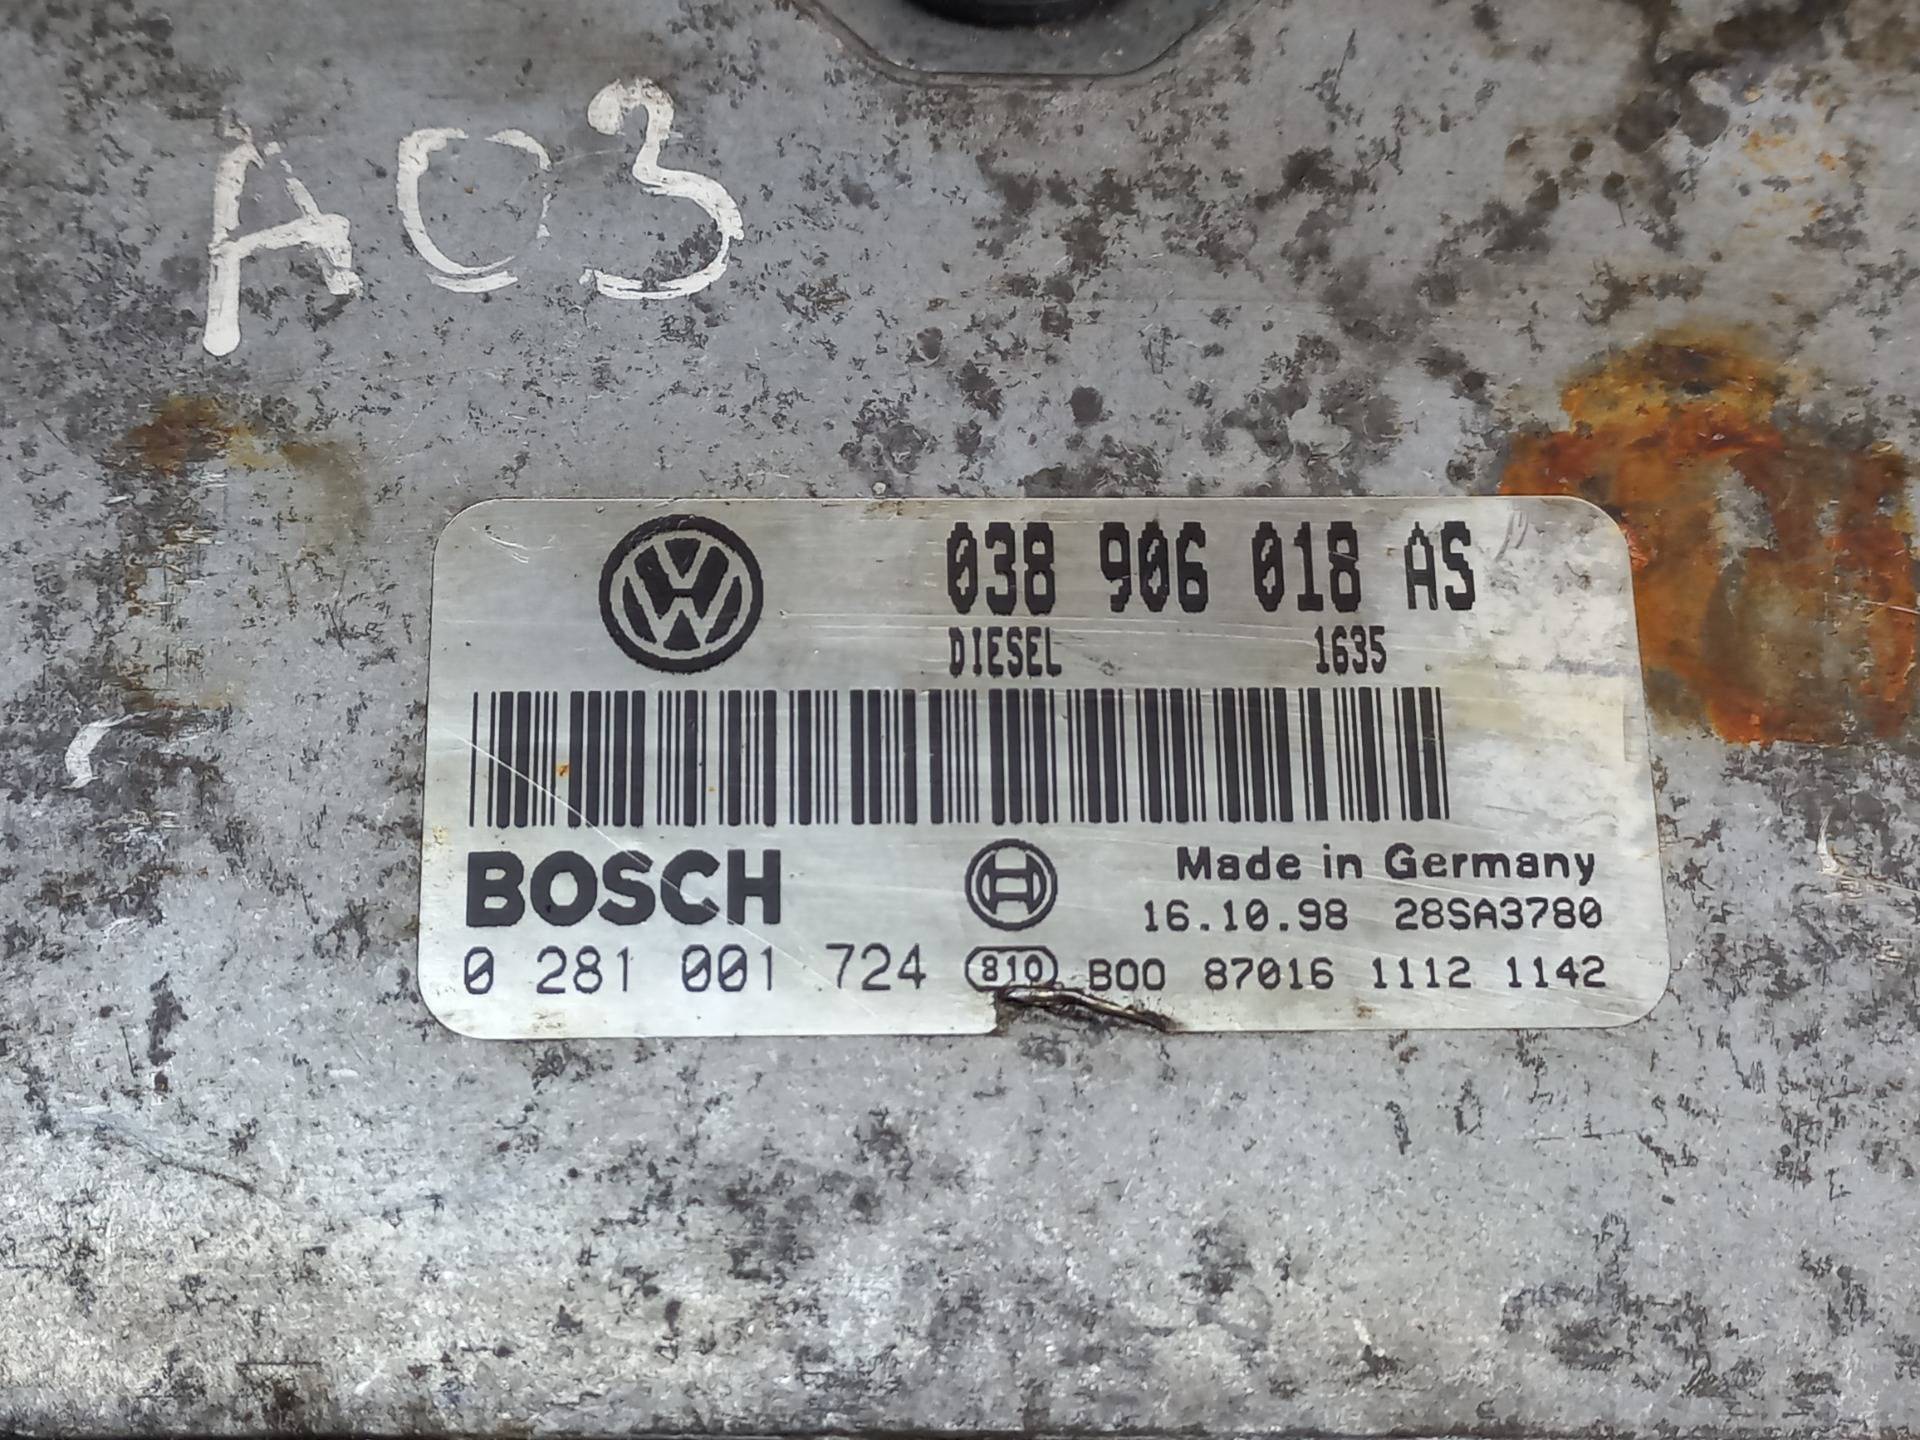 A03
038 906 018 AS
DIESEL 1635
BOSCH
Made in Germany
16.10.98 28SA3780
0 281 001 724 810 B00 87016 1112 1142